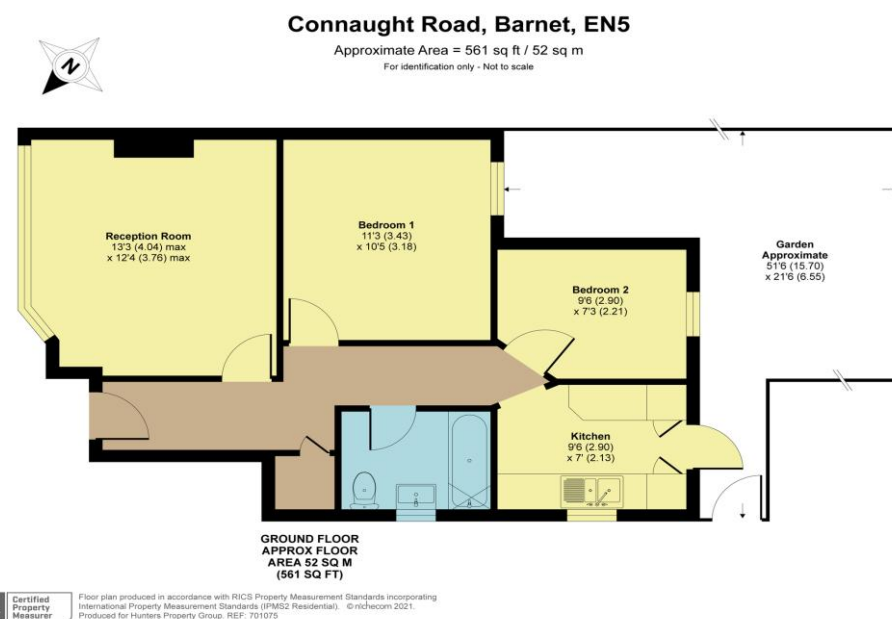 Connaught Road, Barnet, EN5
Approximate Area = 561 sq ft / 52 sq m
For identification only - Not to scale
N
Reception Room
13'3 (4.04) max
x 12'4 (3.76) max
Bedroom 1
11'3 (3.43)
x 10'5 (3.18)
Bedroom 2
9'6 (2.90)
x 7'3 (2.21)
Garden
Approximate
51'6 (15.70)
x 21'6 (6.55)
Kitchen
9'6 (2.90)
x 7' (2.13)
GROUND FLOOR
APPROX FLOOR
AREA 52 SQ M
(561 SQ FT)
Certified
Property
Measurer
Floor plan produced in accordance with RICS Property Measurement Standards incorporating
International Property Measurement Standards (IPMS2 Residential). © nichecom 2021.
Produced for Hunters Property Group. REF: 701075